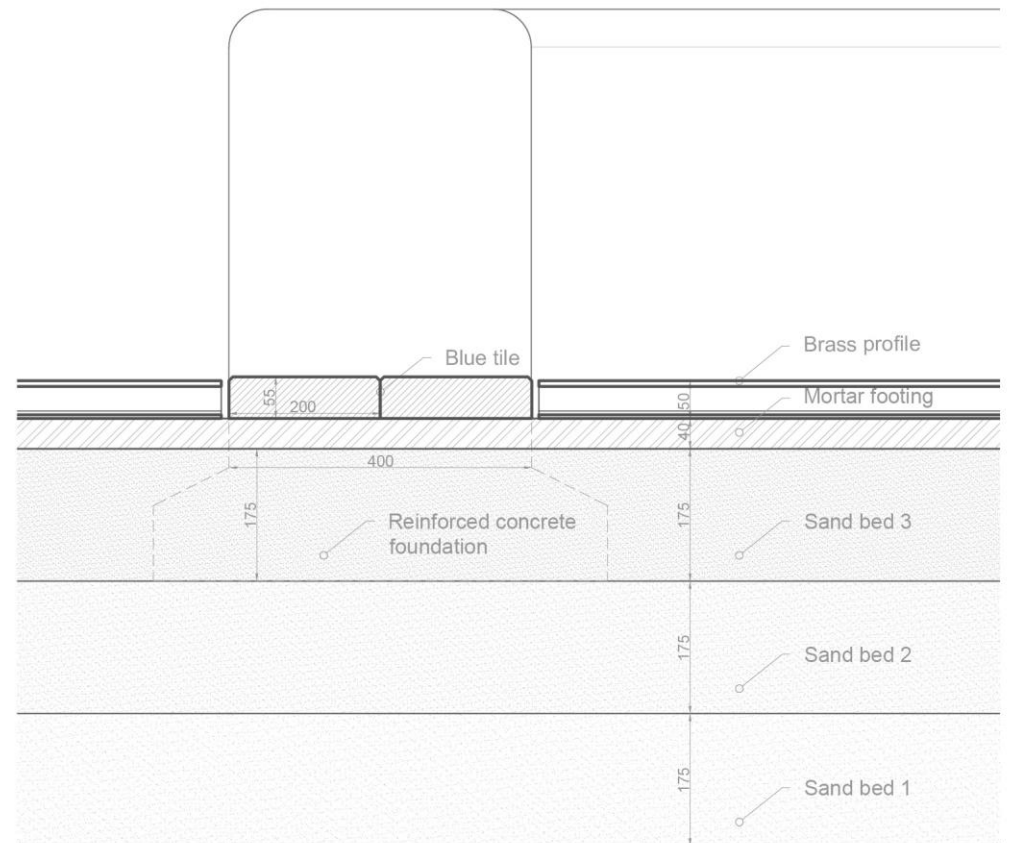 Brass profile
Blue tile
Mortar footing
55
200
50
40
400
175
175
Reinforced concrete
foundation
Sand bed 3
175
Sand bed 2
175
Sand bed 1